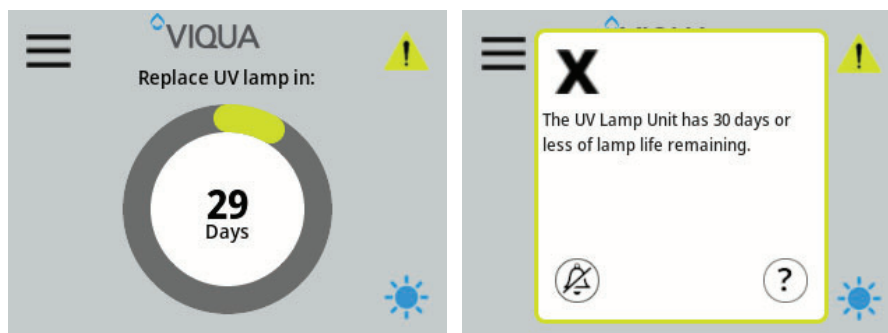 VIQUA
Replace UV lamp in:
29
Days
X
The UV Lamp Unit has 30 days or
less of lamp life remaining.
?